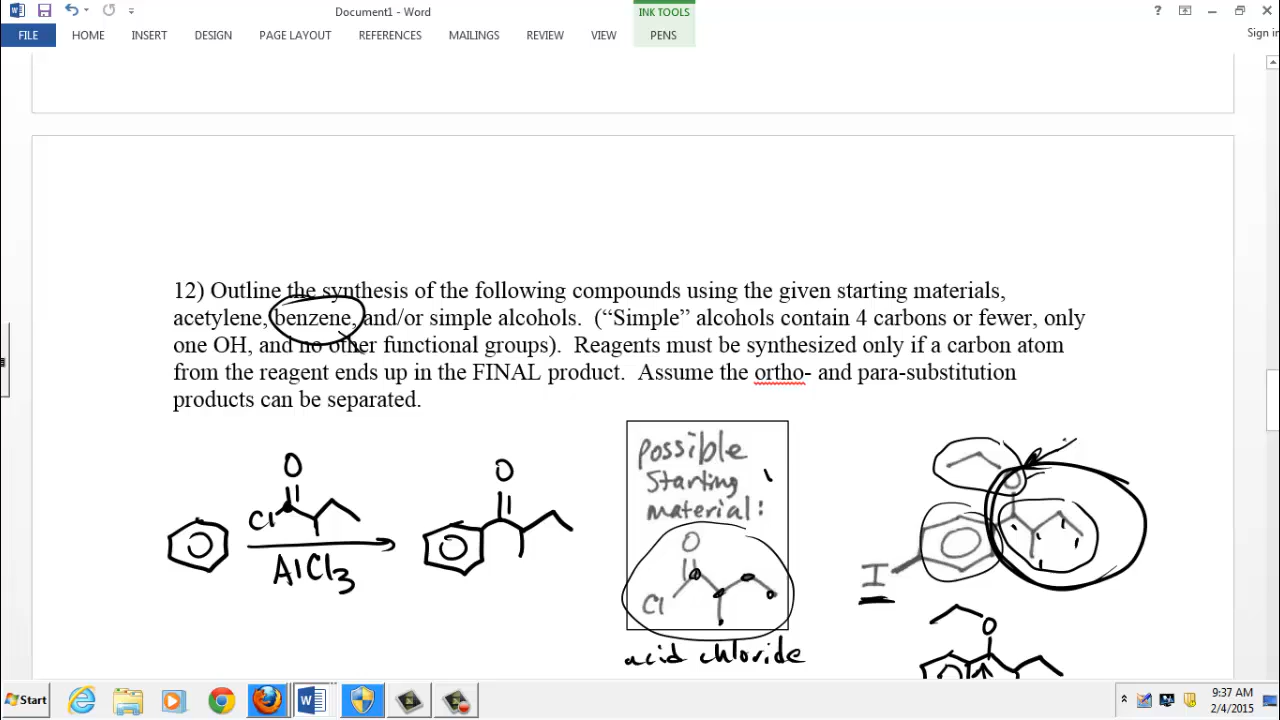 Document1 - Word
INK TOOLS
?
FILE
HOME
INSERT
DESIGN
PAGE LAYOUT
REFERENCES
MAILINGS
REVIEW
VIEW
PENS
Sign in
12) Outline the synthesis of the following compounds using the given starting materials,
acetylene, benzene, and/or simple alcohols. (“Simple” alcohols contain 4 carbons or fewer, only
one OH, and no other functional groups). Reagents must be synthesized only if a carbon atom
from the reagent ends up in the FINAL product. Assume the ortho- and para-substitution
products can be separated.
O
Cl
AlCl3
O
possible
starting
material:
O
Cl
acid chloride
O
I
O
Start
9:37 AM
2/4/2015